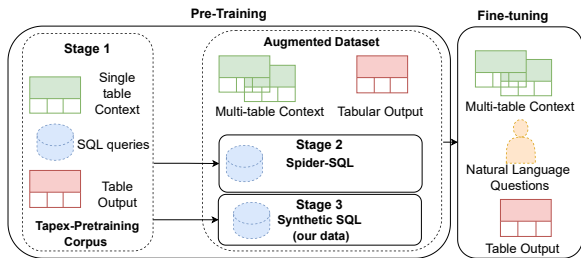 Pre-Training
Fine-tuning
Stage 1
Single
table
Context
SQL queries
Table
Output
Tapex-Pretraining
Corpus
Augmented Dataset
Multi-table Context
Tabular Output
Stage 2
Spider-SQL
Stage 3
Synthetic SQL
(our data)
Multi-table Context
Natural Language
Questions
Table Output